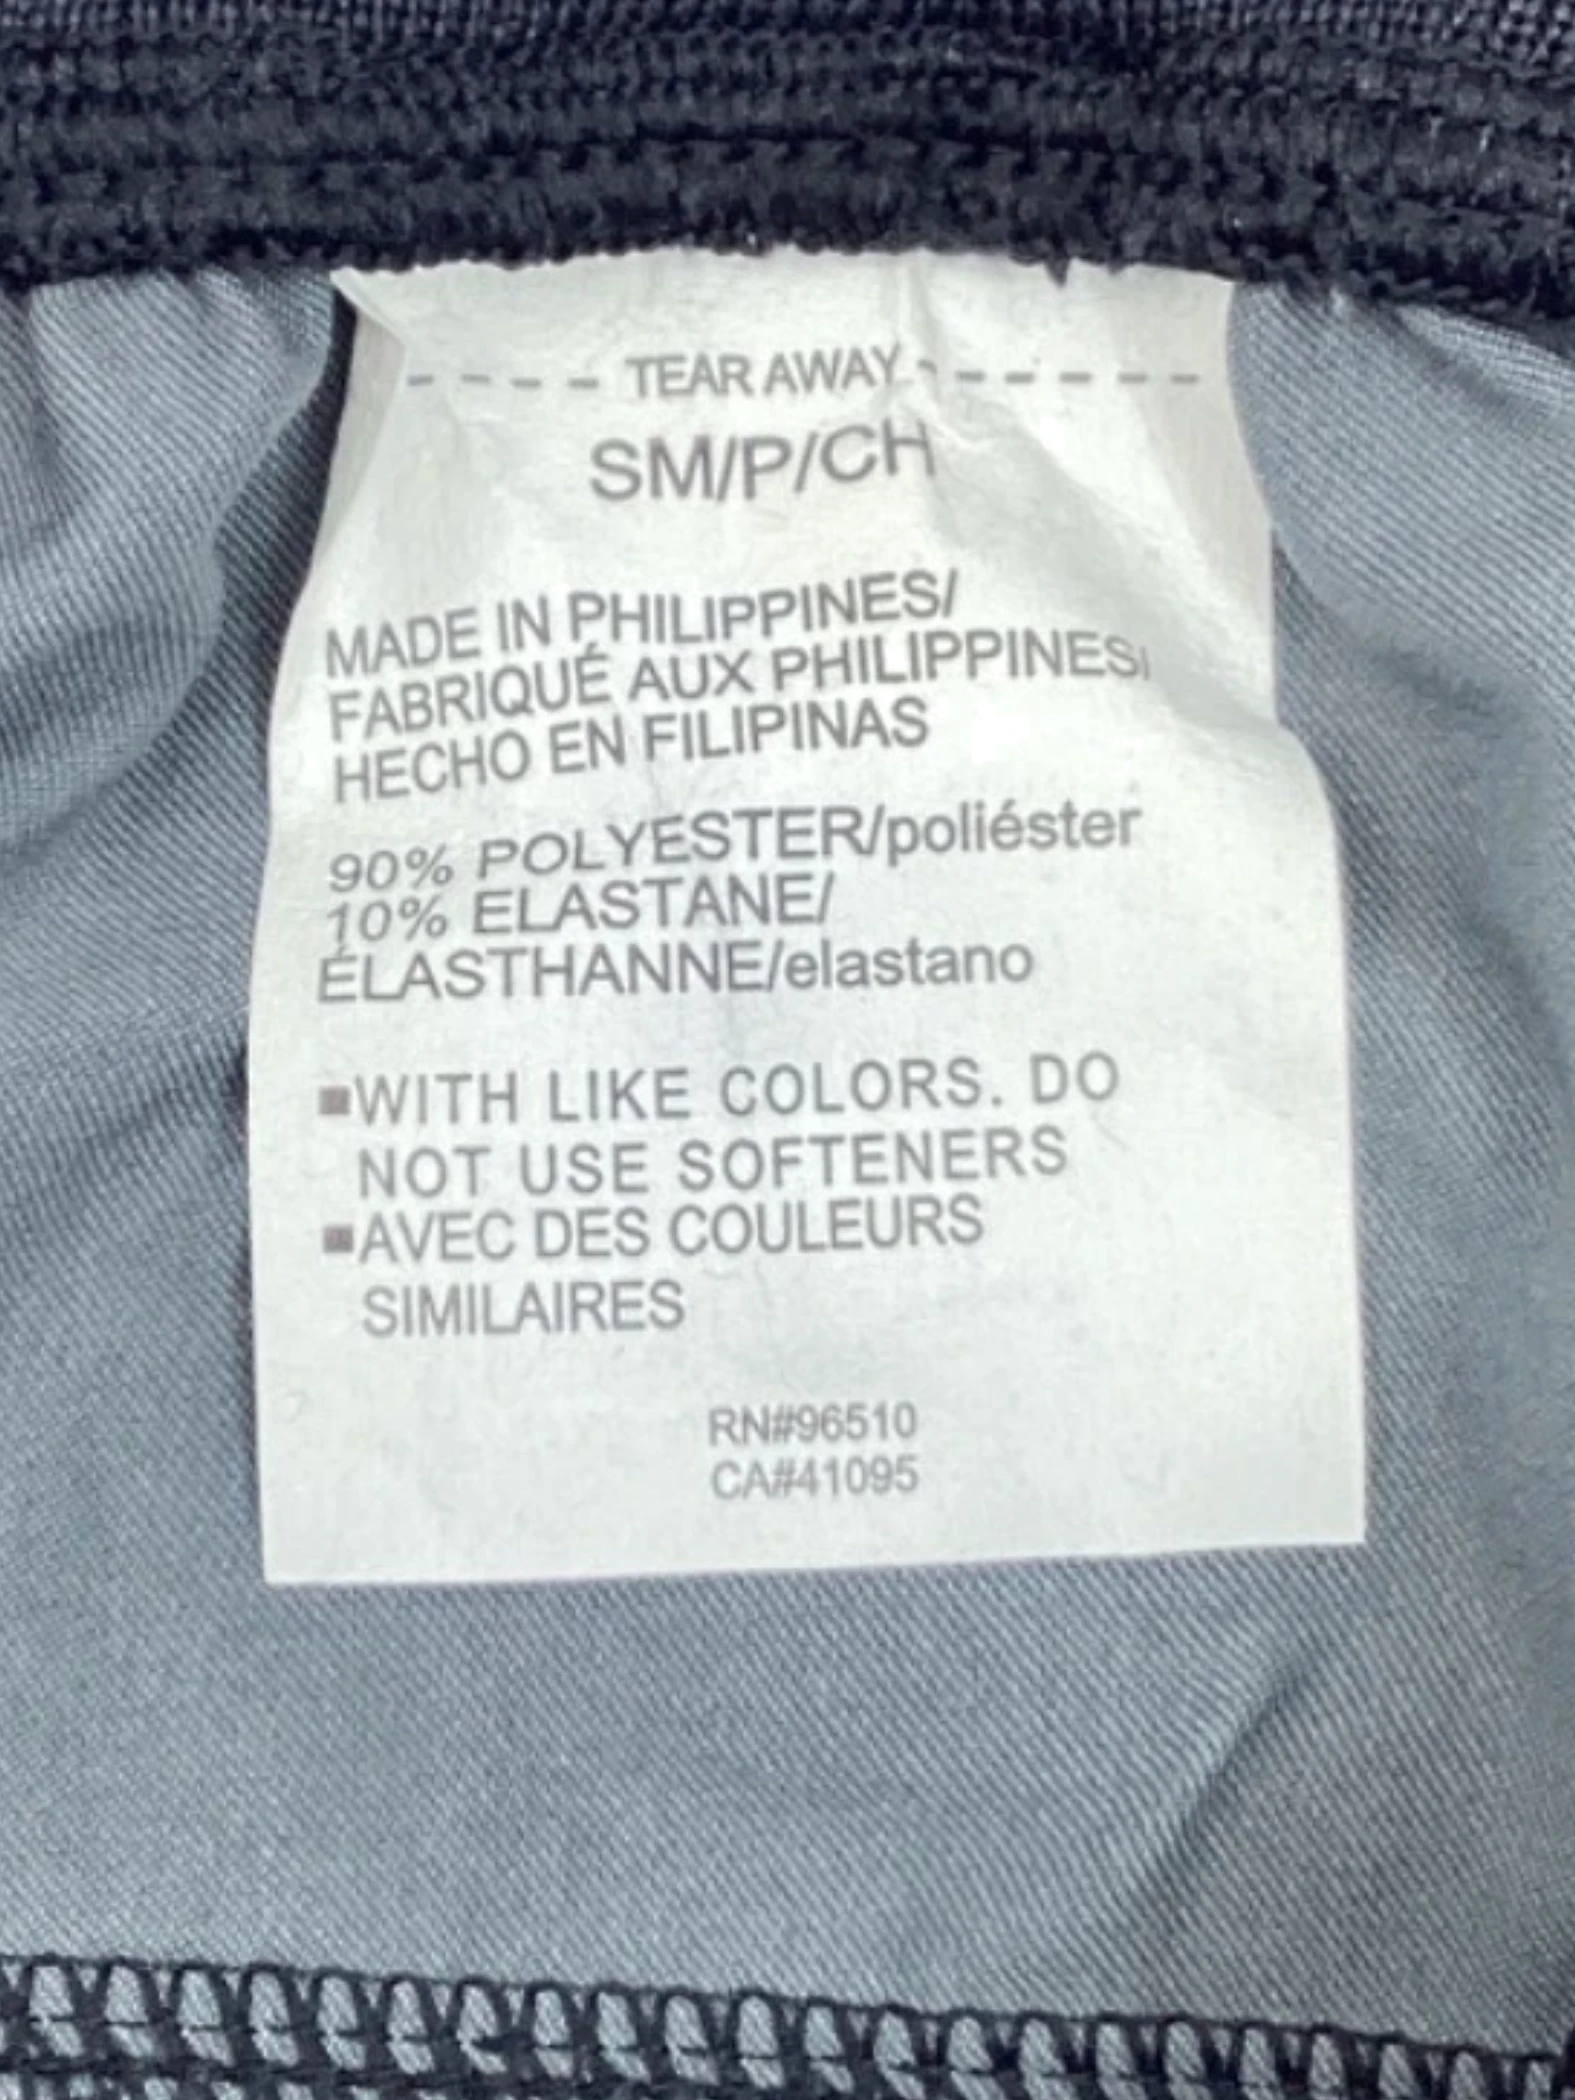 ---- TEAR AWAY ------
SM/P/CH
MADE IN PHILIPPINES/
FABRIQUÉ AUX PHILIPPINES/
HECHO EN FILIPINAS
90% POLYESTER/poliéster
10% ELASTANE/
ÉLASTHANNE/elastano
■WITH LIKE COLORS. DO
NOT USE SOFTENERS
■AVEC DES COULEURS
SIMILAIRES
RN#96510
CA#41095